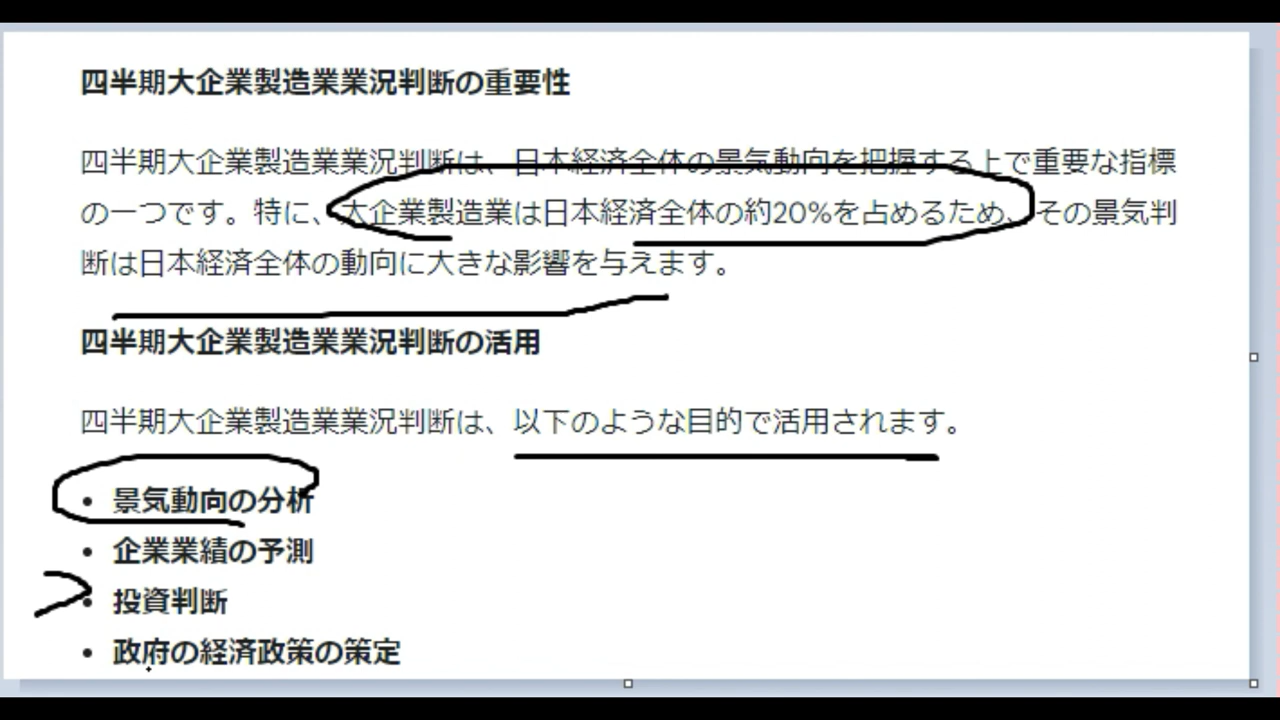 四半期大企業製造業業況判断の重要性
四半期大企業製造業業況判断は、日本経済全体の景気動向を把握する上で重要な指標
の一つです。特に、大企業製造業は日本経済全体の約20%を占めるため、その景気判
断は日本経済全体の動向に大きな影響を与えます。
四半期大企業製造業業況判断の活用
四半期大企業製造業業況判断は、以下のような目的で活用されます。
• 景気動向の分析
• 企業業績の予測
• 投資判断
• 政府の経済政策の策定